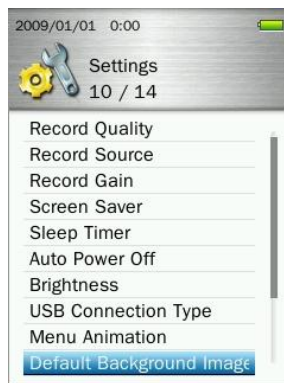 2009/01/01 0:00
Settings
10 / 14
Record Quality
Record Source
Record Gain
Screen Saver
Sleep Timer
Auto Power Off
Brightness
USB Connection Type
Menu Animation
Default Background Image